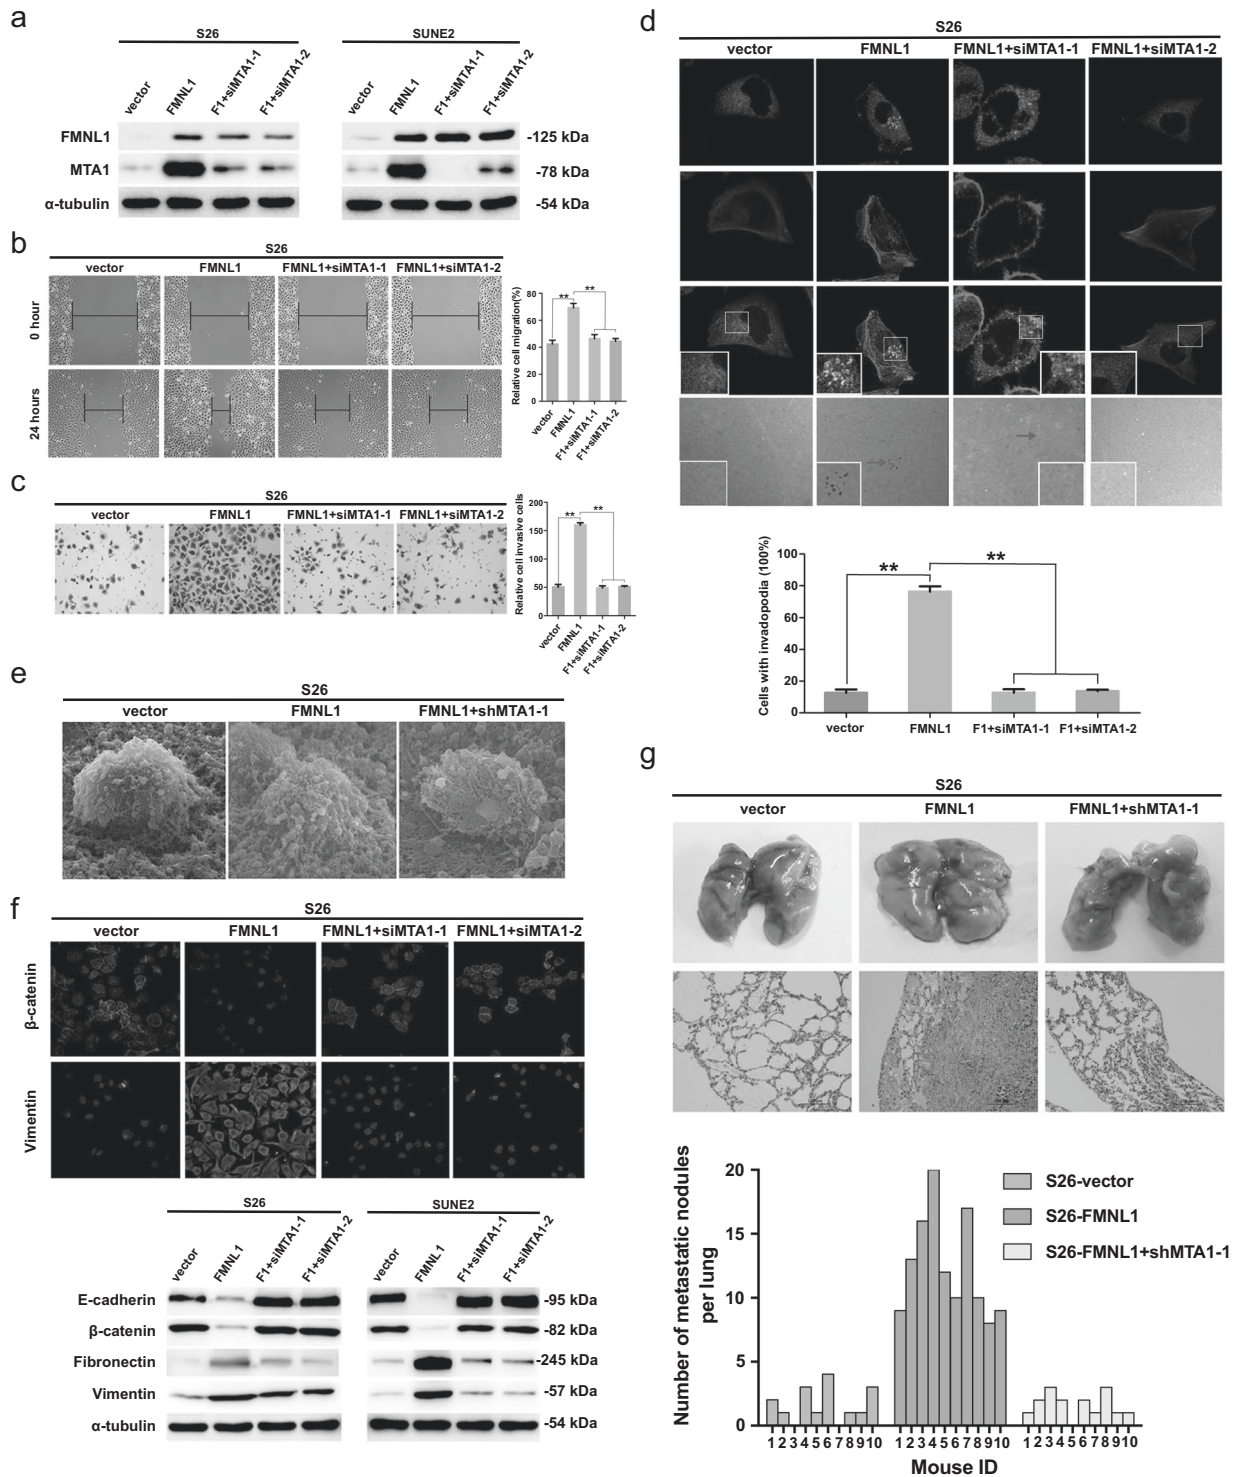 a
S26
SUNE2
vector
FMNL1
F1+siMTA1-1
F1+siMTA1-2
vector
FMNL1
F1+siMTA1-1
F1+siMTA1-2
FMNL1
-125 kDa
MTA1
-78 kDa
α-tubulin
-54 kDa
b
S26
vector FMNL1 FMNL1+siMTA1-1 FMNL1+siMTA1-2
0 hour
24 hours
Relative cell migration(%)
80
60
40
20
0
** **
vector
FMNL1
F1+siMTA1-1
F1+siMTA1-2
c
S26
vector FMNL1 FMNL1+siMTA1-1 FMNL1+siMTA1-2
Relative cell invasive cells
200
150
100
50
0
** **
vector
FMNL1
F1+siMTA1-1
F1+siMTA1-2
d
S26
vector FMNL1 FMNL1+siMTA1-1 FMNL1+siMTA1-2
Cells with invadopodia (100%)
100
80
60
40
20
0
** **
vector FMNL1 F1+siMTA1-1 F1+siMTA1-2
e
S26
vector FMNL1 FMNL1+shMTA1-1
f
S26
vector FMNL1 FMNL1+siMTA1-1 FMNL1+siMTA1-2
β-catenin
Vimentin
S26
SUNE2
vector
FMNL1
F1+siMTA1-1
F1+siMTA1-2
vector
FMNL1
F1+siMTA1-1
F1+siMTA1-2
E-cadherin
-95 kDa
β-catenin
-82 kDa
Fibronectin
-245 kDa
Vimentin
-57 kDa
α-tubulin
-54 kDa
g
S26
vector FMNL1 FMNL1+shMTA1-1
Number of metastatic nodules
per lung
20
15
10
5
0
S26-vector
S26-FMNL1
S26-FMNL1+shMTA1-1
1 2 3 4 5 6 7 8 9 10 1 2 3 4 5 6 7 8 9 10 1 2 3 4 5 6 7 8 9 10
Mouse ID